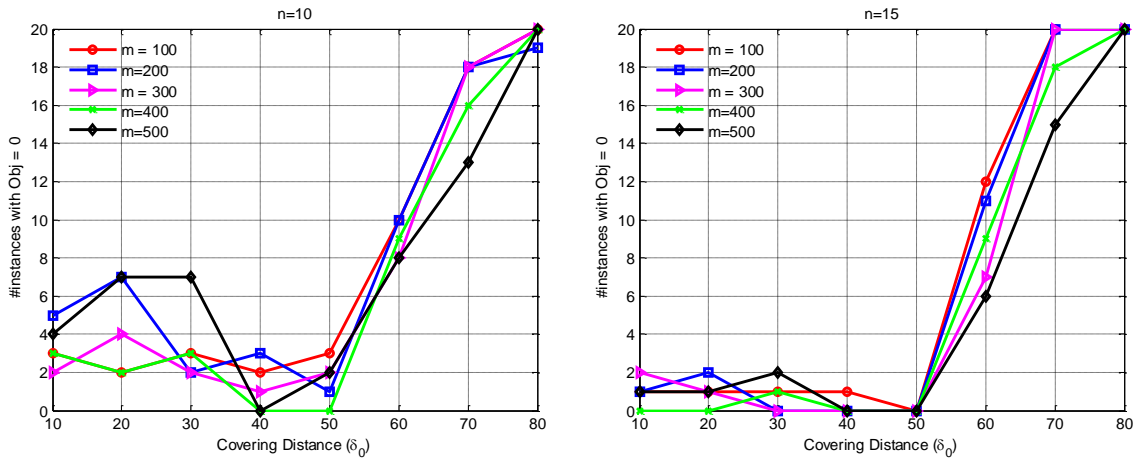 n=10
20
18
16
14
12
10
8
6
4
2
0
#instances with Obj = 0
m = 100
m=200
m = 300
m=400
m=500
10 20 30 40 50 60 70 80
Covering Distance (δ0)
n=15
20
18
16
14
12
10
8
6
4
2
0
#instances with Obj = 0
m = 100
m=200
m = 300
m=400
m=500
10 20 30 40 50 60 70 80
Covering Distance (δ0)